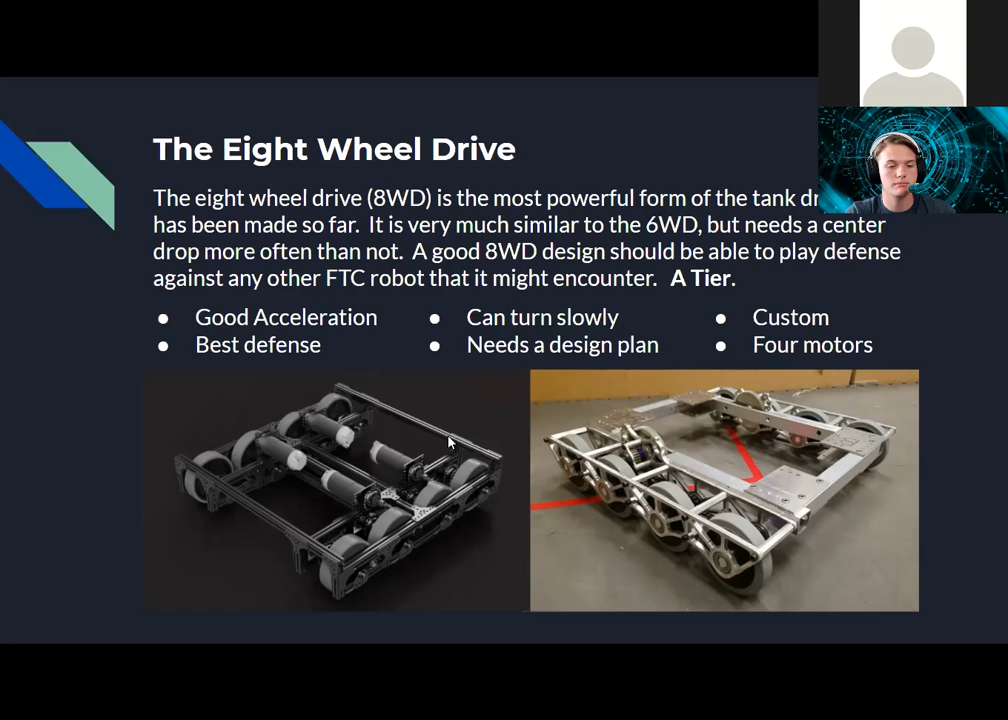 The Eight Wheel Drive
The eight wheel drive (8WD) is the most powerful form of the tank
has been made so far. It is very much similar to the 6WD, but needs a center
drop more often than not. A good 8WD design should be able to play defense
against any other FTC robot that it might encounter. A Tier.
● Good Acceleration
● Best defense
● Can turn slowly
● Needs a design plan
● Custom
● Four motors